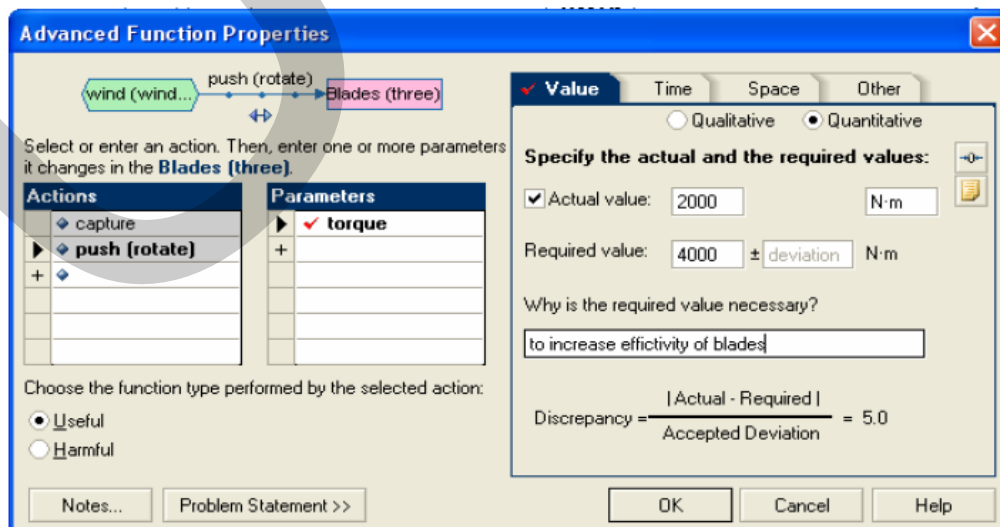 Advanced Function Properties
wind (wind...
push (rotate)
Blades (three)
Select or enter an action. Then, enter one or more parameters
it changes in the Blades (three).
Actions
Parameters
capture
torque
push (rotate)
+
+
Value Time Space Other
Qualitative Quantitative
Specify the actual and the required values:
Actual value: 2000 N·m
Required value: 4000 ± deviation N·m
Why is the required value necessary?
to increase effictivity of blades
Choose the function type performed by the selected action:
Useful
Harmful
Discrepancy = | Actual - Required | / Accepted Deviation = 5.0
Notes... Problem Statement >> OK Cancel Help